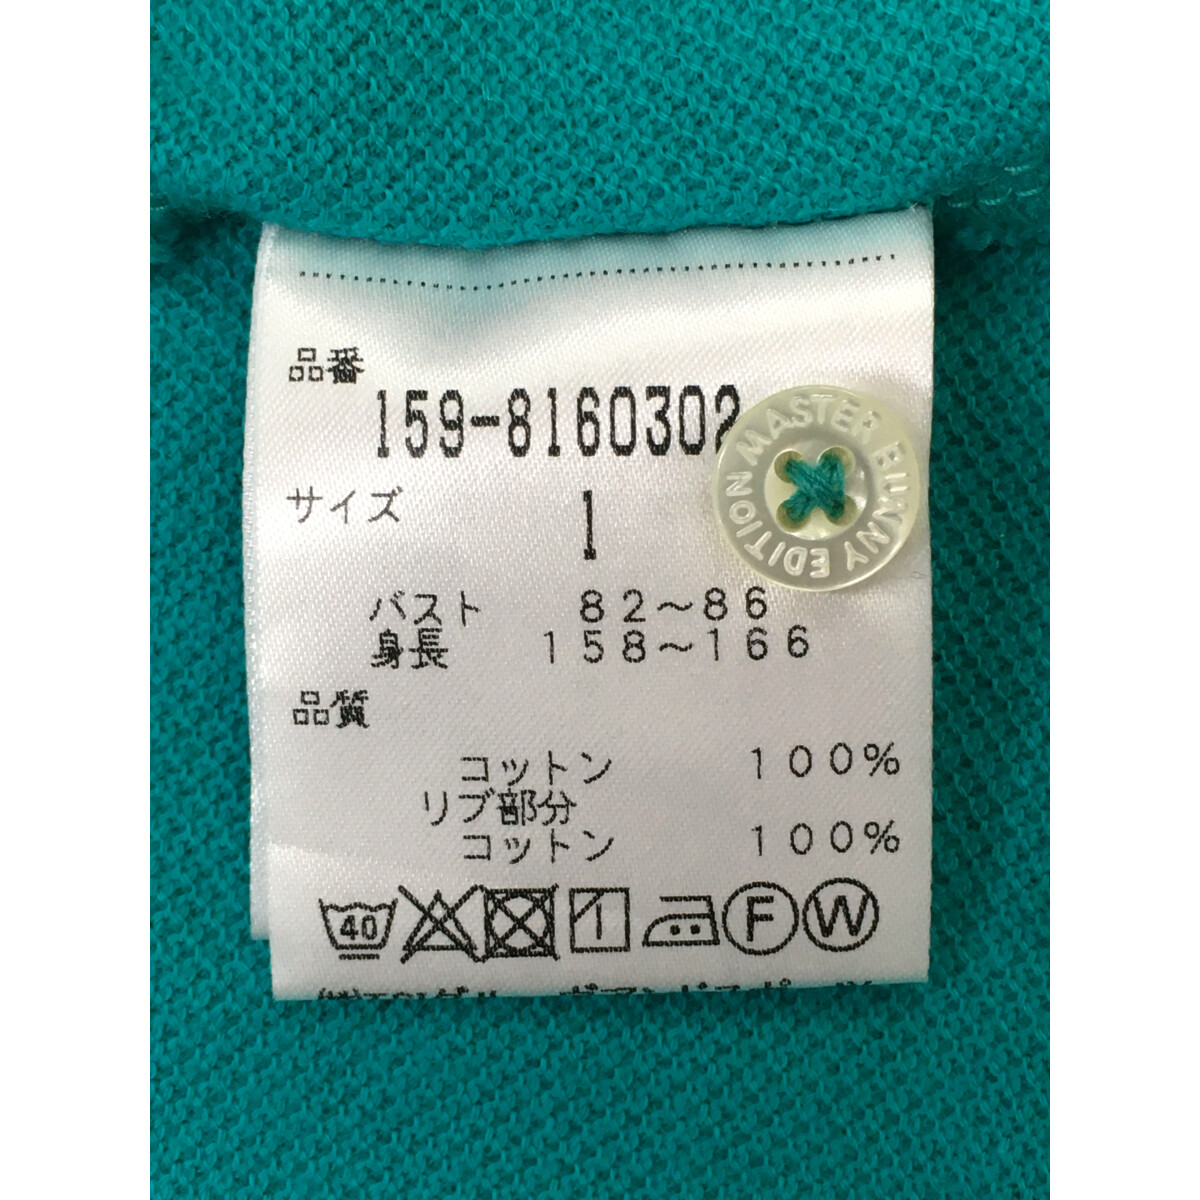 品番
159-8160302
MASTER BUNNY EDITION
サイズ 1
バスト 82～86
身長 158～166
品質
コットン 100%
リブ部分
コットン 100%
40 F W